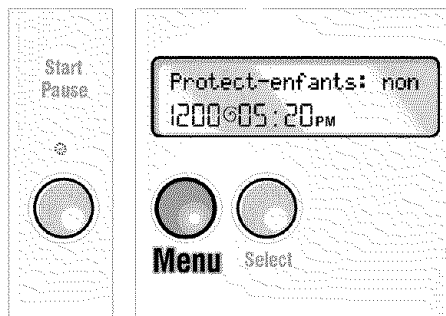 Start
Pause
Protect-enfants: non
1200 05:20PM
Menu
Select